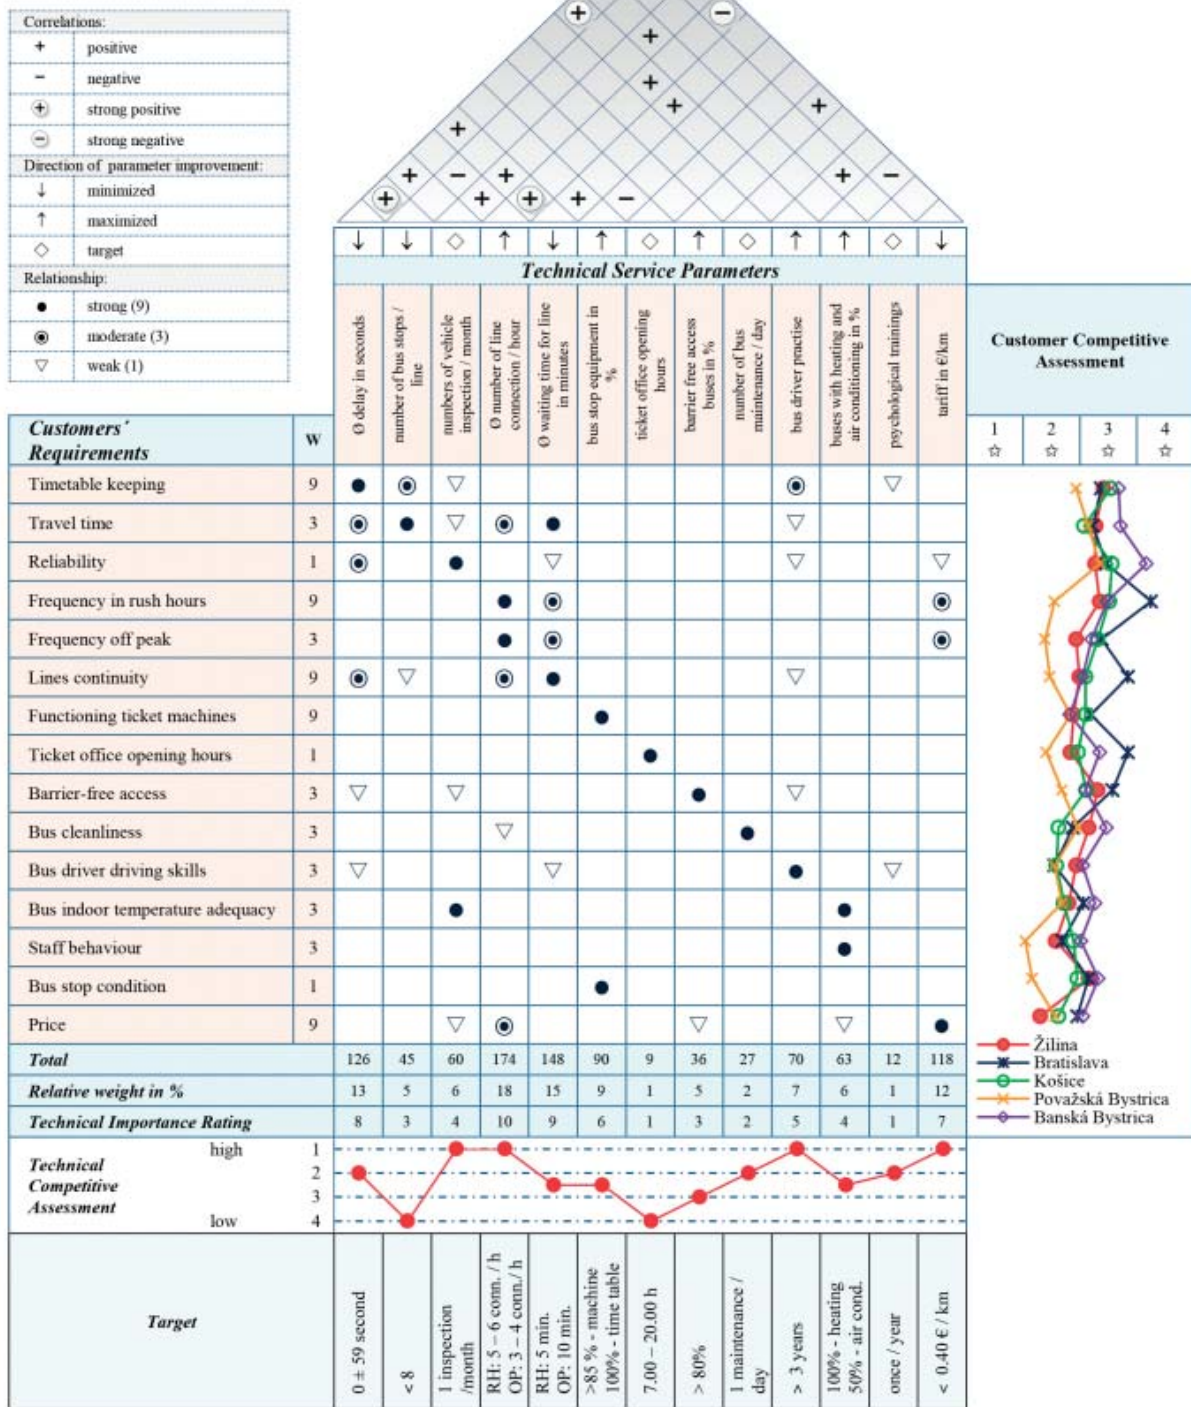 Correlations:
+ positive
− negative
⊕ strong positive
⊖ strong negative
Direction of parameter improvement:
↓ minimized
↑ maximized
◇ target
Relationship:
● strong (9)
◉ moderate (3)
▽ weak (1)
Technical Service Parameters
Ø delay in seconds
number of bus stops /
line
numbers of vehicle
inspection / month
Ø number of line
connection / hour
Ø waiting time for line
in minutes
bus stop equipment in
%
ticket office opening
hours
barrier free access
buses in %
number of bus
maintenance / day
bus driver practise
buses with heating and
air conditioning in %
psychological trainings
tariff in €/km
Customer Competitive
Assessment
1 2 3 4
☆ ☆ ☆ ☆
Customers´
Requirements
W
Timetable keeping 9
Travel time 3
Reliability 1
Frequency in rush hours 9
Frequency off peak 3
Lines continuity 9
Functioning ticket machines 9
Ticket office opening hours 1
Barrier-free access 3
Bus cleanliness 3
Bus driver driving skills 3
Bus indoor temperature adequacy 3
Staff behaviour 3
Bus stop condition 1
Price 9
Žilina
Bratislava
Košice
Považská Bystrica
Banská Bystrica
Total 126 45 60 174 148 90 9 36 27 70 63 12 118
Relative weight in % 13 5 6 18 15 9 1 5 2 7 6 1 12
Technical Importance Rating 8 3 4 10 9 6 1 3 2 5 4 1 7
Technical
Competitive
Assessment
high 1
2
3
low 4
Target
0 ± 59 second
< 8
1 inspection
/month
RH: 5 – 6 conn. / h
OP: 3 – 4 conn./ h
RH: 5 min.
OP: 10 min.
>85 % - machine
100% - time table
7.00 – 20.00 h
> 80%
1 maintenance /
day
> 3 years
100% - heating
50% - air cond.
once / year
< 0.40 € / km